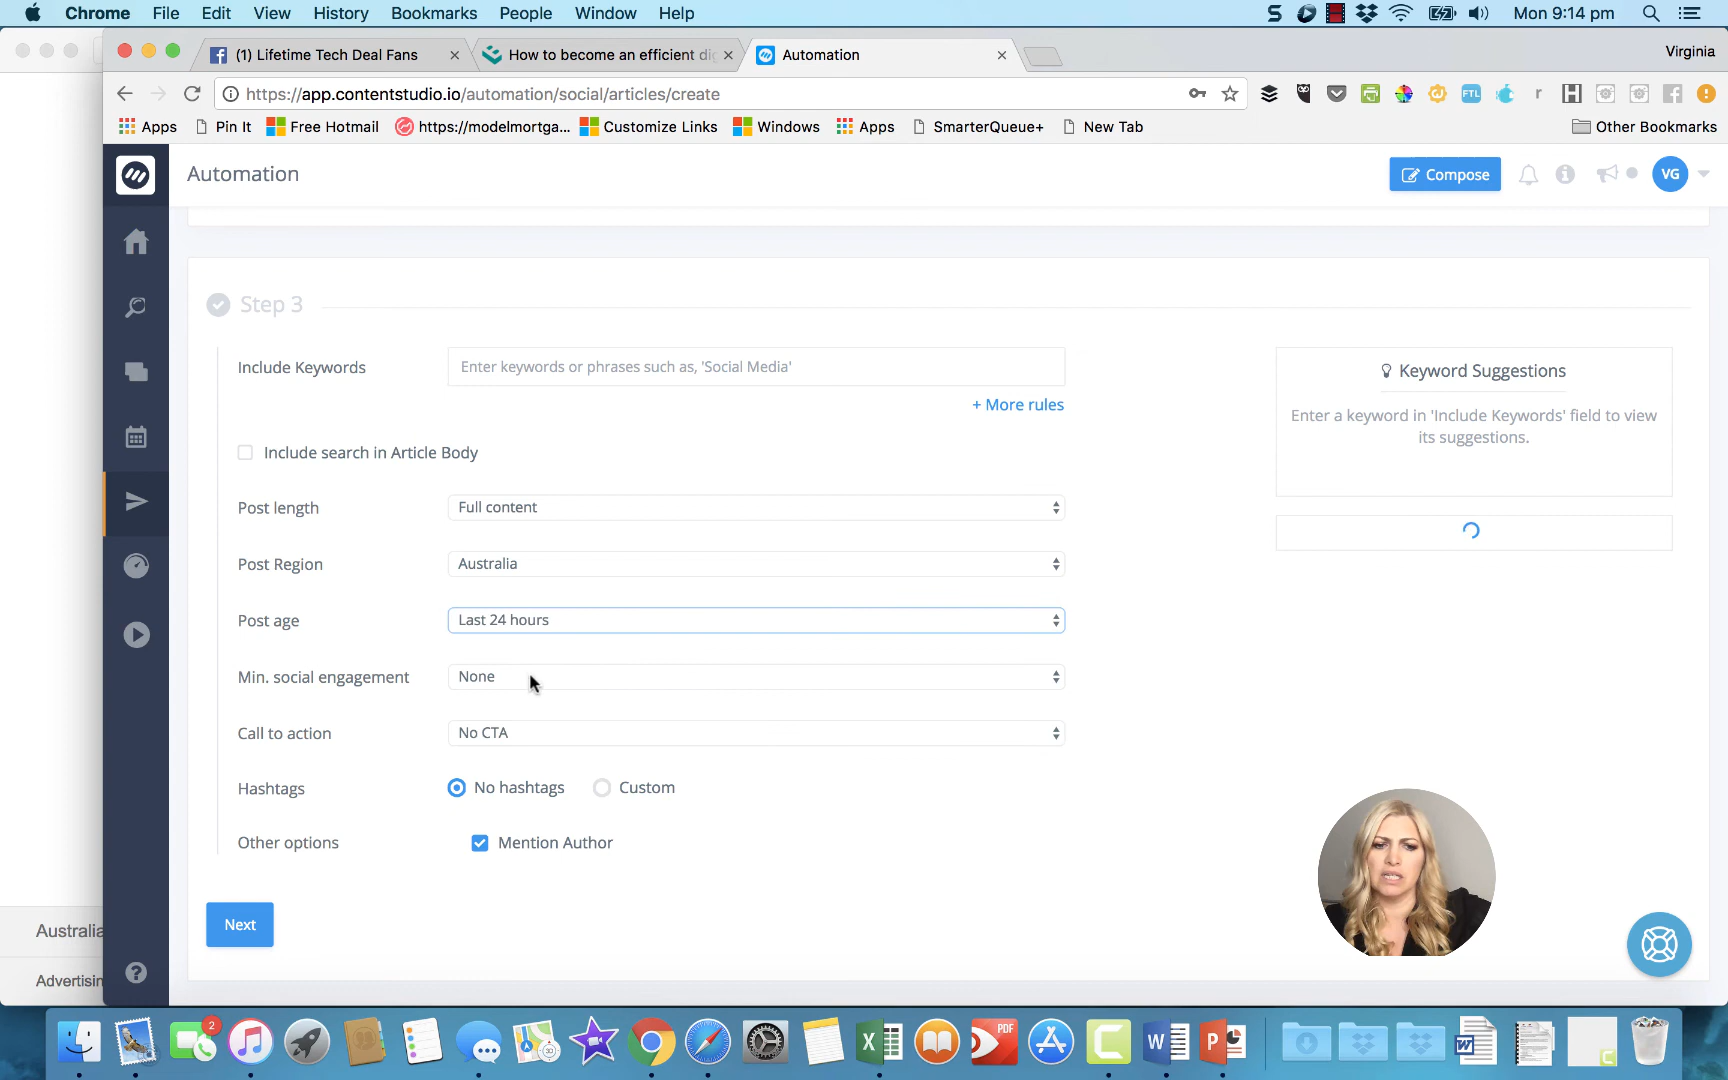 Chrome File Edit View History Bookmarks People Window Help Mon 9:14 pm
(1) Lifetime Tech Deal Fans How to become an efficient di Automation Virginia
https://app.contentstudio.io/automation/social/articles/create
Apps Pin It Free Hotmail https://modelmortga... Customize Links Windows Apps SmarterQueue+ New Tab Other Bookmarks
Automation Compose VG
Step 3
Include Keywords Enter keywords or phrases such as, 'Social Media'
+ More rules
Keyword Suggestions
Enter a keyword in 'Include Keywords' field to view
its suggestions.
Include search in Article Body
Post length Full content
Post Region Australia
Post age Last 24 hours
Min. social engagement None
Call to action No CTA
Hashtags No hashtags Custom
Other options Mention Author
Next
Australia
Advertisin
2
PDF